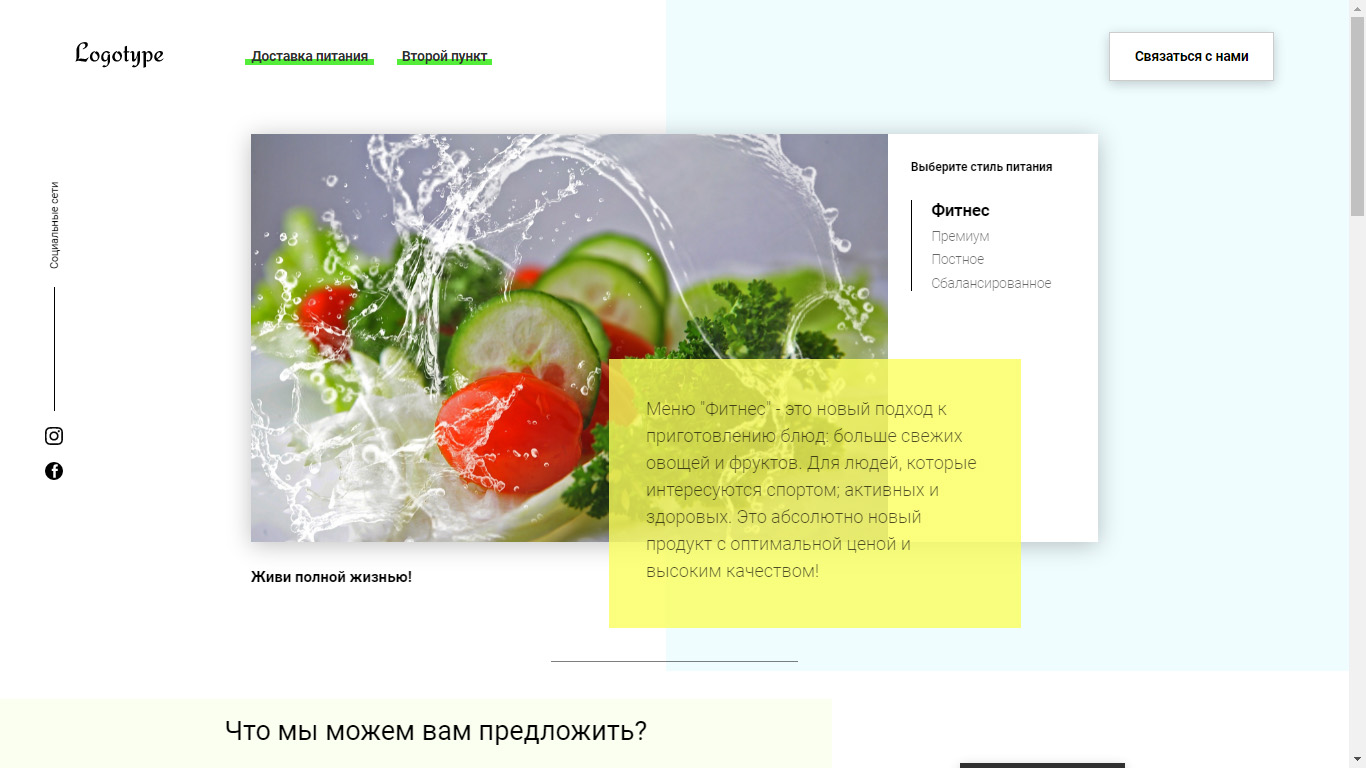 Logotype
Доставка питания
Второй пункт
Связаться с нами
Социальные сети
Выберите стиль питания
Фитнес
Премиум
Постное
Сбалансированное
Меню "Фитнес" - это новый подход к
приготовлению блюд: больше свежих
овощей и фруктов. Для людей, которые
интересуются спортом; активных и
здоровых. Это абсолютно новый
продукт с оптимальной ценой и
высоким качеством!
Живи полной жизнью!
Что мы можем вам предложить?